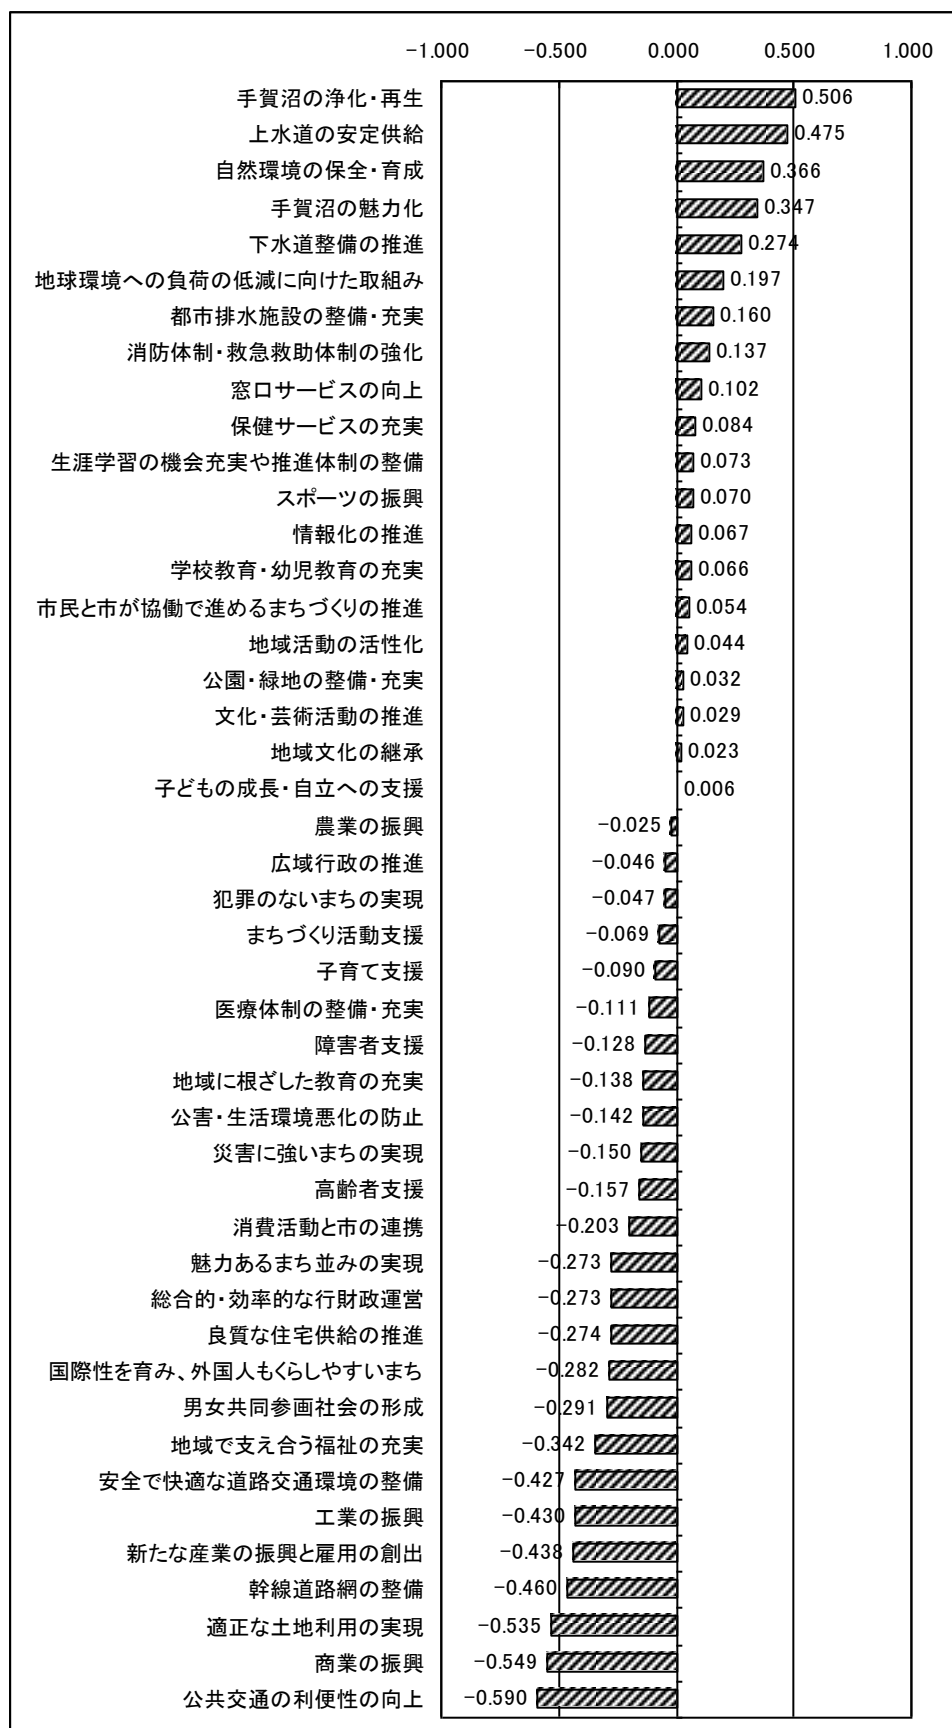 -1.000 -0.500 0.000 0.500 1.000
手賀沼の浄化・再生 0.506
上水道の安定供給 0.475
自然環境の保全・育成 0.366
手賀沼の魅力化 0.347
下水道整備の推進 0.274
地球環境への負荷の低減に向けた取組み 0.197
都市排水施設の整備・充実 0.160
消防体制・救急救助体制の強化 0.137
窓口サービスの向上 0.102
保健サービスの充実 0.084
生涯学習の機会充実や推進体制の整備 0.073
スポーツの振興 0.070
情報化の推進 0.067
学校教育・幼児教育の充実 0.066
市民と市が協働で進めるまちづくりの推進 0.054
地域活動の活性化 0.044
公園・緑地の整備・充実 0.032
文化・芸術活動の推進 0.029
地域文化の継承 0.023
子どもの成長・自立への支援 0.006
農業の振興 -0.025
広域行政の推進 -0.046
犯罪のないまちの実現 -0.047
まちづくり活動支援 -0.069
子育て支援 -0.090
医療体制の整備・充実 -0.111
障害者支援 -0.128
地域に根ざした教育の充実 -0.138
公害・生活環境悪化の防止 -0.142
災害に強いまちの実現 -0.150
高齢者支援 -0.157
消費活動と市の連携 -0.203
魅力あるまち並みの実現 -0.273
総合的・効率的な行財政運営 -0.273
良質な住宅供給の推進 -0.274
国際性を育み、外国人もくらしやすいまち -0.282
男女共同参画社会の形成 -0.291
地域で支え合う福祉の充実 -0.342
安全で快適な道路交通環境の整備 -0.427
工業の振興 -0.430
新たな産業の振興と雇用の創出 -0.438
幹線道路網の整備 -0.460
適正な土地利用の実現 -0.535
商業の振興 -0.549
公共交通の利便性の向上 -0.590